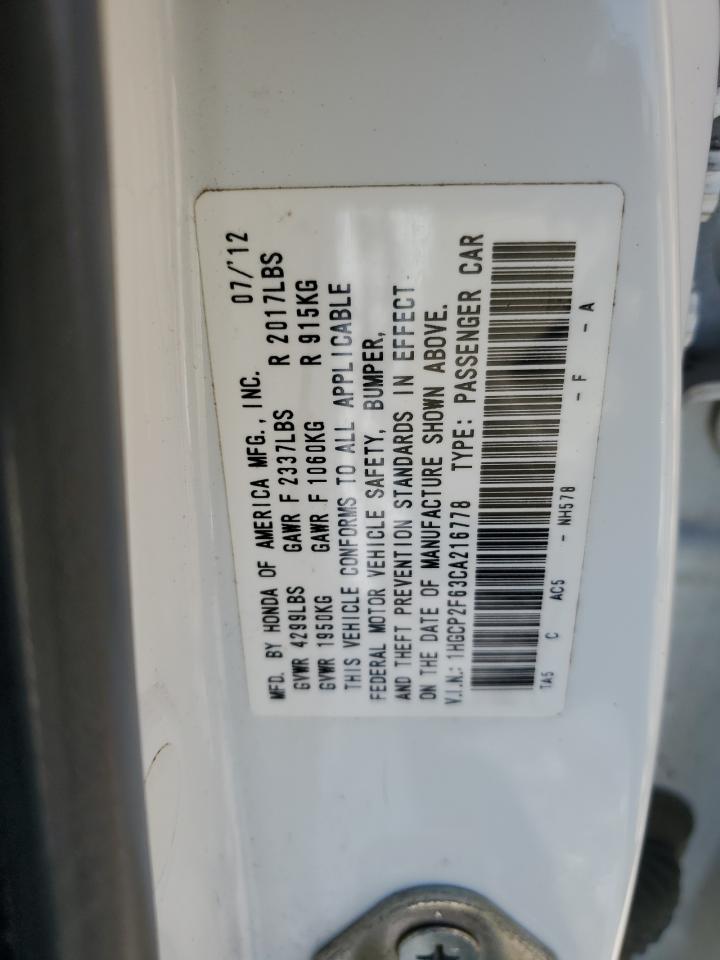 MFD. BY HONDA OF AMERICA MFG., INC. 07/'12
GVWR 4299LBS GAWR F 2337LBS R 2017LBS
GVWR 1950KG GAWR F 1060KG R 915KG
THIS VEHICLE CONFORMS TO ALL APPLICABLE
FEDERAL MOTOR VEHICLE SAFETY, BUMPER,
AND THEFT PREVENTION STANDARDS IN EFFECT
ON THE DATE OF MANUFACTURE SHOWN ABOVE.
V.I.N.: 1HGCP2F63CA216778 TYPE: PASSENGER CAR
TA5 C AC5 - NH578 - F - A